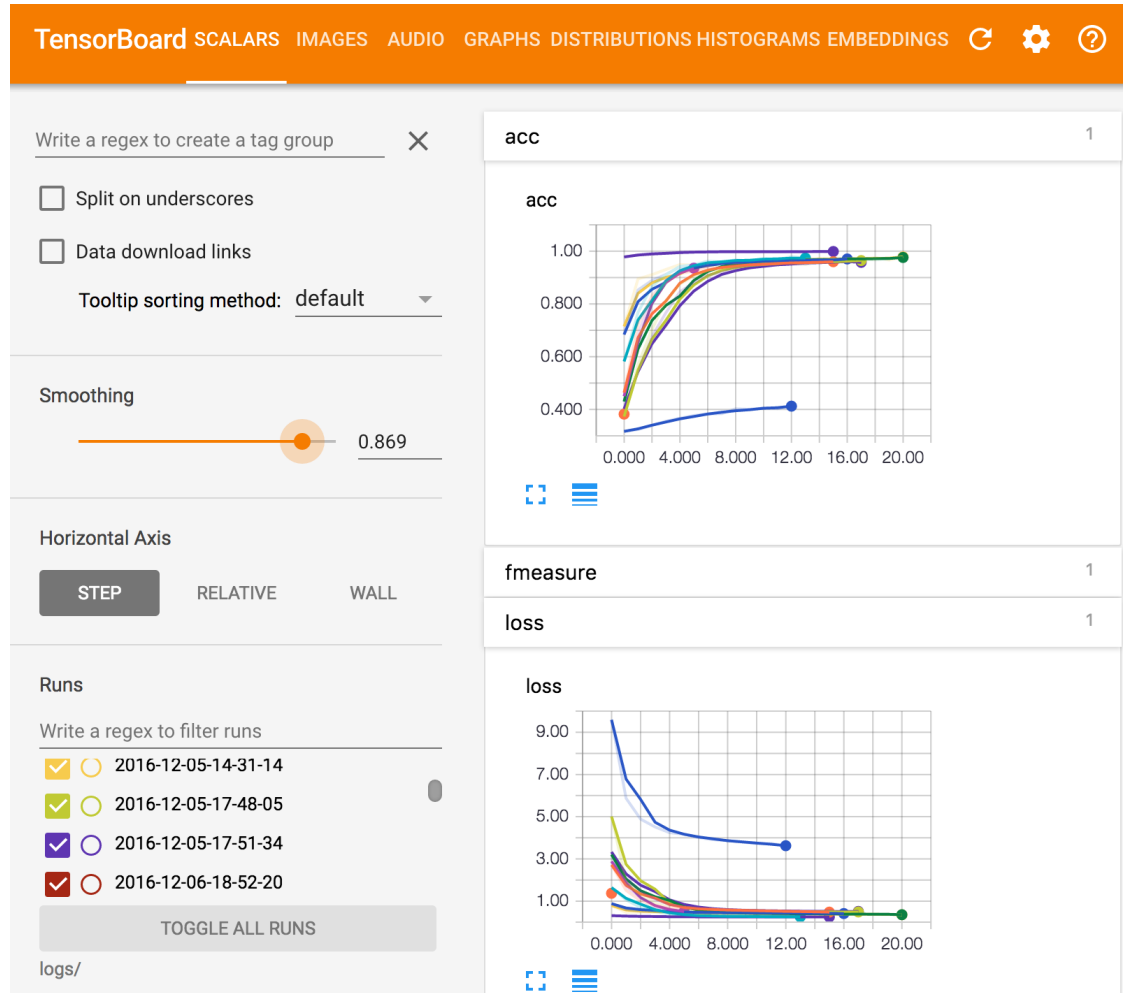 TensorBoard SCALARS IMAGES AUDIO GRAPHS DISTRIBUTIONS HISTOGRAMS EMBEDDINGS
Write a regex to create a tag group
Split on underscores
Data download links
Tooltip sorting method: default
Smoothing
0.869
Horizontal Axis
STEP RELATIVE WALL
Runs
Write a regex to filter runs
2016-12-05-14-31-14
2016-12-05-17-48-05
2016-12-05-17-51-34
2016-12-06-18-52-20
TOGGLE ALL RUNS
logs/
acc 1
acc
1.00
0.800
0.600
0.400
0.000 4.000 8.000 12.00 16.00 20.00
fmeasure 1
loss 1
loss
9.00
7.00
5.00
3.00
1.00
0.000 4.000 8.000 12.00 16.00 20.00